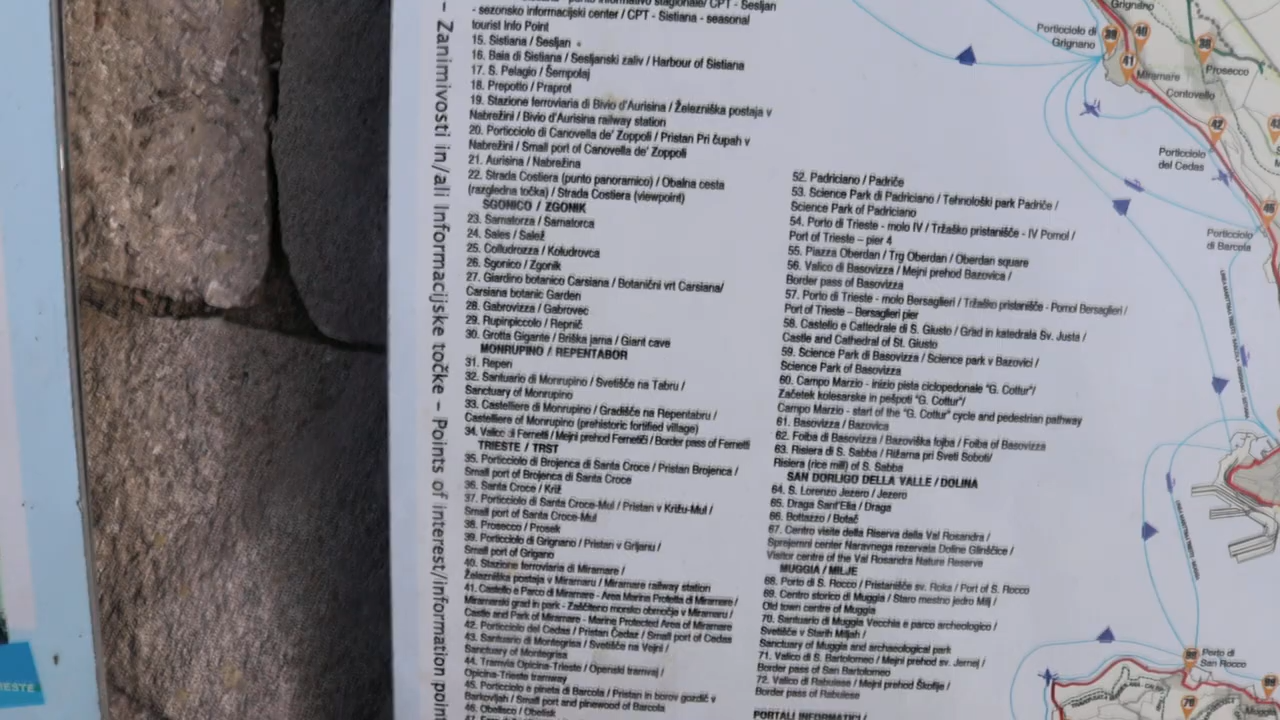 - sezonsko informacijski center / CPT - Sistiana - seasonal
tourist Info Point
15. Sistiana / Sesljan
16. Baia di Sistiana / Sesljanski zaliv / Harbour of Sistiana
17. S. Pelagio / Šempolaj
18. Prepotto / Praprot
19. Stazione ferroviaria di Bivio d'Aurisina / Železniška postaja v
Nabrežini / Bivio d'Aurisina railway station
20. Porticciolo di Canovella de' Zoppoli / Pristan Pri čupah v
Nabrežini / Small port of Canovella de' Zoppoli
21. Aurisina / Nabrežina
22. Strada Costiera (punto panoramico) / Obalna cesta
(razgledna točka) / Strada Costiera (viewpoint)
SGONICO / ZGONIK
23. Samatorza / Samatorca
24. Sales / Salež
25. Colludrozza / Koludrovca
26. Sgonico / Zgonik
27. Giardino botanico Carsiana / Botanični vrt Carsiana/
Carsiana botanic Garden
28. Gabrovizza / Gabrovec
29. Rupinpiccolo / Repnič
30. Grotta Gigante / Briška jama / Giant cave
MONRUPINO / REPENTABOR
31. Repen
32. Santuario di Monrupino / Svetišče na Tabru /
Sanctuary of Monrupino
33. Castelliere di Monrupino / Gradišče na Repentabru /
Castelliere of Monrupino (prehistoric fortified village)
34. Valico di Fernetti / Mejni prehod Fernetiči / Border pass of Fernetti
TRIESTE / TRST
35. Porticciolo di Brojenca di Santa Croce / Pristan Brojenca /
Small port of Brojenca di Santa Croce
36. Santa Croce / Križ
37. Porticciolo di Santa Croce-Mul / Pristan v Križu-Mul /
Small port of Santa Croce-Mul
38. Prosecco / Prosek
39. Porticciolo di Grignano / Pristan v Grljanu /
Small port of Grigano
40. Stazione ferroviaria di Miramare /
Železniška postaja v Miramaru / Miramare railway station
41. Castello e Parco di Miramare - Area Marina Protetta di Miramare/
Miramarski grad in park - Zaščiteno morsko območja v Miramaru /
Castle and Park of Miramare - Marine Protected Area of Miramare
42. Porticciolo del Cedas / Pristan Čedaz / Small port of Cedas
43. Santuario di Montegrisa / Svetišče na Vejni /
Sanctuary of Montegrisa
44. Tramvia Opicina-Trieste / Openski tramvaj /
Opicina-Trieste tramway
45. Porticciolo e pineta di Barcola / Pristan in borov gozdič v
Barkovljah / Small port and pinewood of Barcola
46. Obelisco / Obelisk
52. Padriciano / Padriče
53. Science Park di Padriciano / Tehnološki park Padriče /
Science Park of Padriciano
54. Porto di Trieste - molo IV / Tržaško pristanišče - IV Pomol /
Port of Trieste – pier 4
55. Piazza Oberdan / Trg Oberdan / Oberdan square
56. Valico di Basovizza / Mejni prehod Bazovica /
Border pass of Basovizza
57. Porto di Trieste - molo Bersaglieri / Tržaško pristanišče - Pomol Bersaglieri /
Port of Trieste – Bersaglieri pier
58. Castello e Cattedrale di S. Giusto / Grad in katedrala Sv. Justa /
Castle and Cathedral of St. Giusto
59. Science Park di Basovizza / Science park v Bazovici /
Science Park of Basovizza
60. Campo Marzio - inizio pista ciclopedonale "G. Cottur"/
Začetek kolesarske in pešpoti "G. Cottur"/
Campo Marzio - start of the "G. Cottur" cycle and pedestrian pathway
61. Basovizza / Bazovica
62. Foiba di Basovizza / Bazoviška fojba / Foiba of Basovizza
63. Risiera di S. Sabba / Rižarna pri Sveti Soboti/
Risiera (rice mill) of S. Sabba
SAN DORLIGO DELLA VALLE / DOLINA
64. S. Lorenzo Jezero / Jezero
65. Draga Sant'Elia / Draga
66. Bottazzo / Botač
67. Centro visite della Riserva della Val Rosandra /
Sprejemni center Naravnega rezervata Doline Glinščice /
Visitor centre of the Val Rosandra Nature Reserve
MUGGIA / MILJE
68. Porto di S. Rocco / Pristanišče sv. Roka / Port of S. Rocco
69. Centro storico di Muggia / Staro mestno jedro Milj /
Old town centre of Muggia
70. Santuario di Muggia Vecchia e parco archeologico /
Svetišče v Starih Miljah /
Sanctuary of Muggia and archaeological park
71. Valico di S. Bartolomeo / Mejni prehod sv. Jernej /
Border pass of San Bartolomeo
72. Valico di Rabuiese / Mejni prehod Škofije /
Border pass of Rabuiese
PORTALI INFORMATICI /
– Zanimivosti in/ali Informacijske točke – Points of interest/information
Grignano
Porticciolo di
Grignano
39
40
41
38
Miramare
Prosecco
Contovello
42
Porticciolo
del Cedas
Porticciolo
di Barcola
Porto di
San Rocco
Muggia